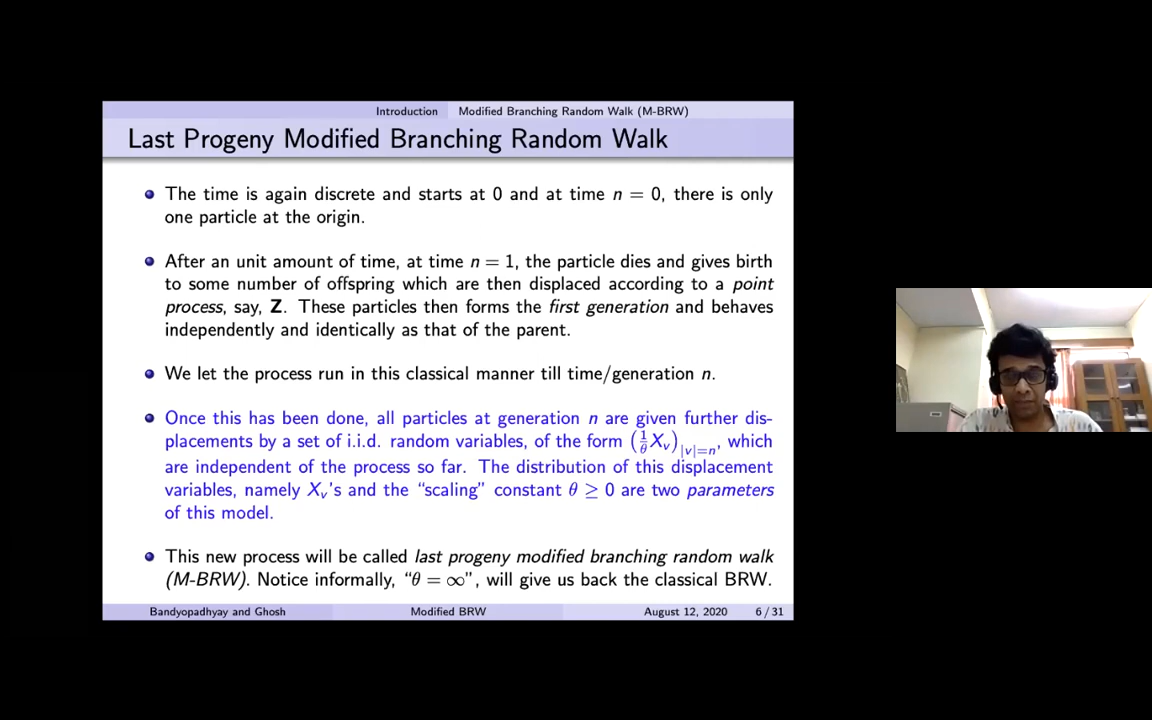 Introduction Modified Branching Random Walk (M-BRW)
Last Progeny Modified Branching Random Walk
The time is again discrete and starts at 0 and at time n = 0, there is only
one particle at the origin.
After an unit amount of time, at time n = 1, the particle dies and gives birth
to some number of offspring which are then displaced according to a point
process, say, Z. These particles then forms the first generation and behaves
independently and identically as that of the parent.
We let the process run in this classical manner till time/generation n.
Once this has been done, all particles at generation n are given further dis-
placements by a set of i.i.d. random variables, of the form (1/θ X_v)_{|v|=n}, which
are independent of the process so far. The distribution of this displacement
variables, namely X_v's and the “scaling” constant θ ≥ 0 are two parameters
of this model.
This new process will be called last progeny modified branching random walk
(M-BRW). Notice informally, “θ = ∞”, will give us back the classical BRW.
Bandyopadhyay and Ghosh Modified BRW August 12, 2020 6 / 31